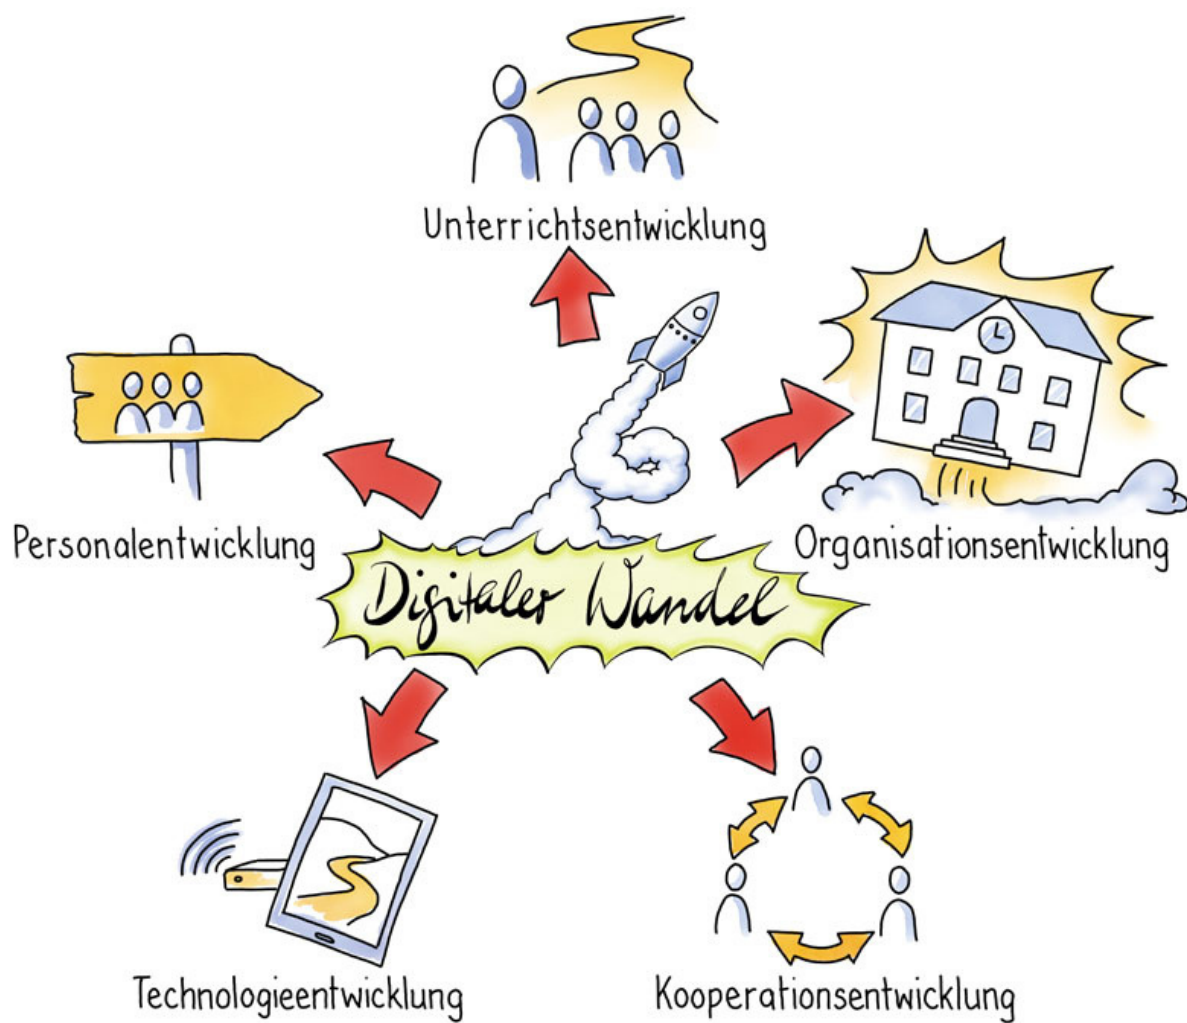 Unterrichtsentwicklung
Personalentwicklung
Organisationsentwicklung
Digitaler Wandel
Technologieentwicklung
Kooperationsentwicklung